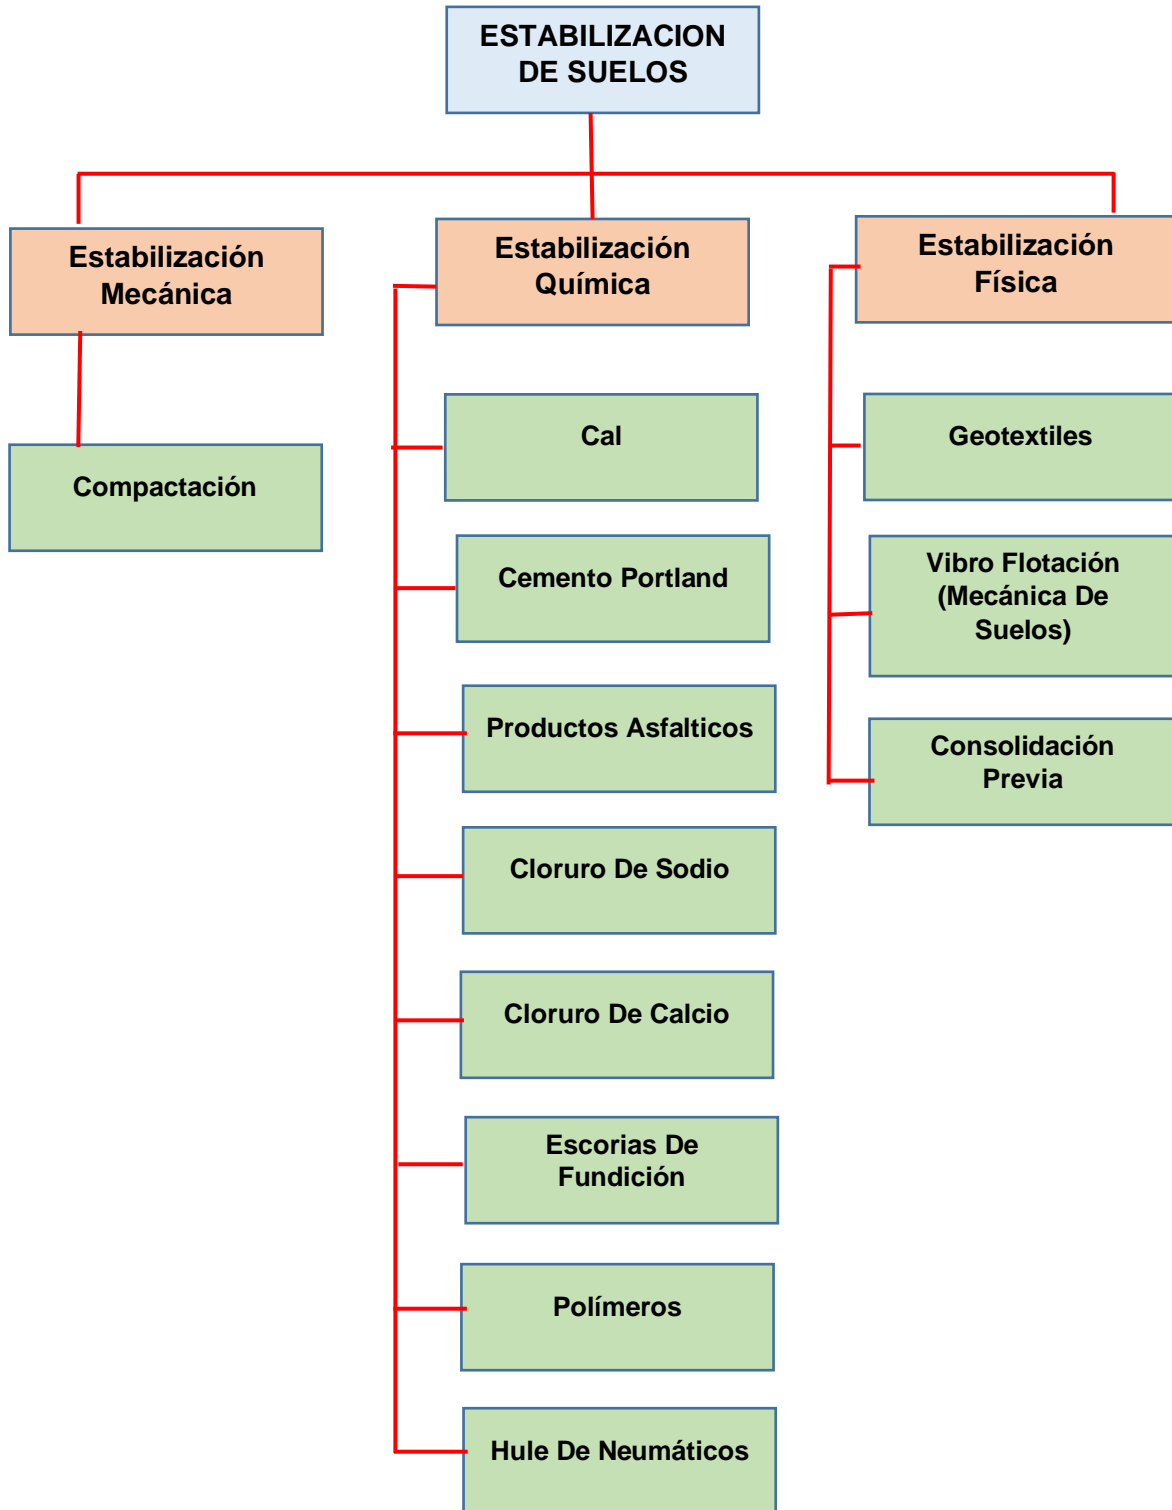 ESTABILIZACION
DE SUELOS
Estabilización
Mecánica
Compactación
Estabilización
Química
Cal
Cemento Portland
Productos Asfalticos
Cloruro De Sodio
Cloruro De Calcio
Escorias De
Fundición
Polímeros
Hule De Neumáticos
Estabilización
Física
Geotextiles
Vibro Flotación
(Mecánica De
Suelos)
Consolidación
Previa